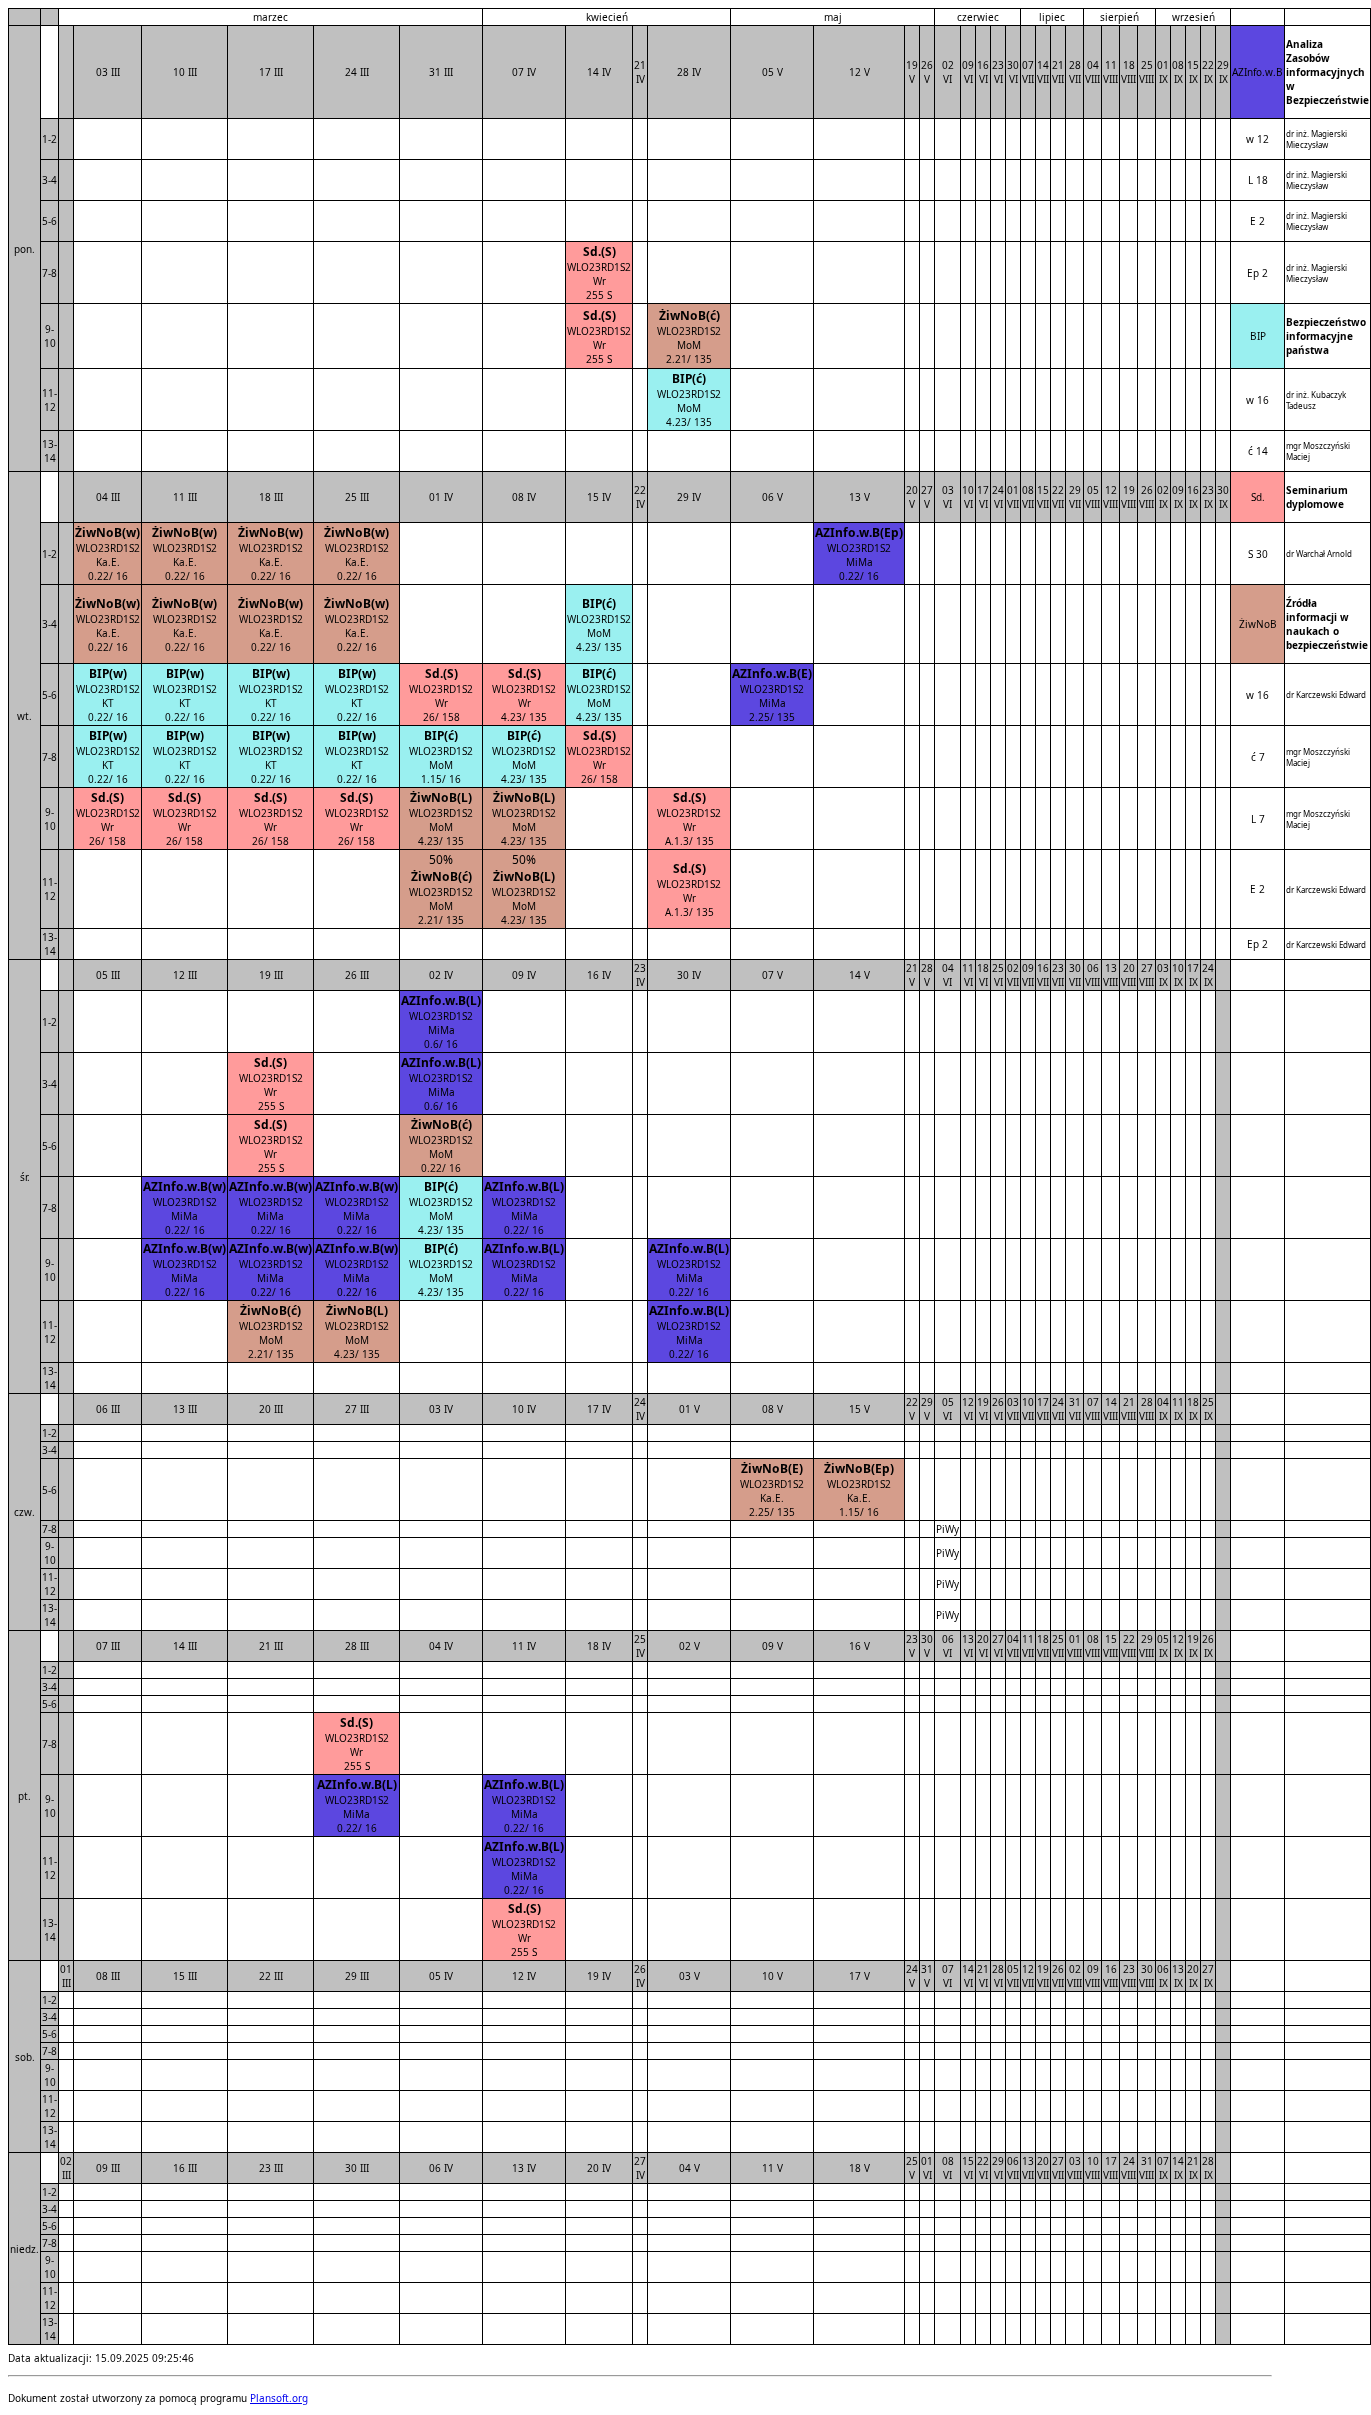 marzec kwiecień maj czerwiec lipiec sierpień wrzesień
pon. 03 III 10 III 17 III 24 III 31 III 07 IV 14 IV 21 IV 28 IV 05 V 12 V 19 V 26 V 02 VI 09 VI 16 VI 23 VI 30 VI 07 VII 14 VII 21 VII 28 VII 04 VIII 11 VIII 18 VIII 25 VIII 01 IX 08 IX 15 IX 22 IX 29 IX AZInfo.w.B Analiza Zasobów informacyjnych w Bezpieczeństwie
1-2 w 12 dr inż. Magierski Mieczysław
3-4 L 18 dr inż. Magierski Mieczysław
5-6 E 2 dr inż. Magierski Mieczysław
7-8 Sd.(S) WLO23RD1S2 Wr 255 S Ep 2 dr inż. Magierski Mieczysław
9-10 Sd.(S) WLO23RD1S2 Wr 255 S ŻiwNoB(ć) WLO23RD1S2 MoM 2.21/ 135 BIP Bezpieczeństwo informacyjne państwa
11-12 BIP(ć) WLO23RD1S2 MoM 4.23/ 135 w 16 dr inż. Kubaczyk Tadeusz
13-14 ć 14 mgr Moszczyński Maciej
wt. 04 III 11 III 18 III 25 III 01 IV 08 IV 15 IV 22 IV 29 IV 06 V 13 V 20 V 27 V 03 VI 10 VI 17 VI 24 VI 01 VII 08 VII 15 VII 22 VII 29 VII 05 VIII 12 VIII 19 VIII 26 VIII 02 IX 09 IX 16 IX 23 IX 30 IX Sd. Seminarium dyplomowe
1-2 ŻiwNoB(w) WLO23RD1S2 Ka.E. 0.22/ 16 ŻiwNoB(w) WLO23RD1S2 Ka.E. 0.22/ 16 ŻiwNoB(w) WLO23RD1S2 Ka.E. 0.22/ 16 ŻiwNoB(w) WLO23RD1S2 Ka.E. 0.22/ 16 AZInfo.w.B(Ep) WLO23RD1S2 MiMa 0.22/ 16 S 30 dr Warchał Arnold
3-4 ŻiwNoB(w) WLO23RD1S2 Ka.E. 0.22/ 16 ŻiwNoB(w) WLO23RD1S2 Ka.E. 0.22/ 16 ŻiwNoB(w) WLO23RD1S2 Ka.E. 0.22/ 16 ŻiwNoB(w) WLO23RD1S2 Ka.E. 0.22/ 16 BIP(ć) WLO23RD1S2 MoM 4.23/ 135 ŻiwNoB Źródła informacji w naukach o bezpieczeństwie
5-6 BIP(w) WLO23RD1S2 KT 0.22/ 16 BIP(w) WLO23RD1S2 KT 0.22/ 16 BIP(w) WLO23RD1S2 KT 0.22/ 16 BIP(w) WLO23RD1S2 KT 0.22/ 16 Sd.(S) WLO23RD1S2 Wr 26/ 158 Sd.(S) WLO23RD1S2 Wr 4.23/ 135 BIP(ć) WLO23RD1S2 MoM 4.23/ 135 AZInfo.w.B(E) WLO23RD1S2 MiMa 2.25/ 135 w 16 dr Karczewski Edward
7-8 BIP(w) WLO23RD1S2 KT 0.22/ 16 BIP(w) WLO23RD1S2 KT 0.22/ 16 BIP(w) WLO23RD1S2 KT 0.22/ 16 BIP(w) WLO23RD1S2 KT 0.22/ 16 BIP(ć) WLO23RD1S2 MoM 1.15/ 16 BIP(ć) WLO23RD1S2 MoM 4.23/ 135 Sd.(S) WLO23RD1S2 Wr 26/ 158 ć 7 mgr Moszczyński Maciej
9-10 Sd.(S) WLO23RD1S2 Wr 26/ 158 Sd.(S) WLO23RD1S2 Wr 26/ 158 Sd.(S) WLO23RD1S2 Wr 26/ 158 Sd.(S) WLO23RD1S2 Wr 26/ 158 ŻiwNoB(L) WLO23RD1S2 MoM 4.23/ 135 ŻiwNoB(L) WLO23RD1S2 MoM 4.23/ 135 Sd.(S) WLO23RD1S2 Wr A.1.3/ 135 L 7 mgr Moszczyński Maciej
11-12 50% ŻiwNoB(ć) WLO23RD1S2 MoM 2.21/ 135 50% ŻiwNoB(L) WLO23RD1S2 MoM 4.23/ 135 Sd.(S) WLO23RD1S2 Wr A.1.3/ 135 E 2 dr Karczewski Edward
13-14 Ep 2 dr Karczewski Edward
śr. 05 III 12 III 19 III 26 III 02 IV 09 IV 16 IV 23 IV 30 IV 07 V 14 V 21 V 28 V 04 VI 11 VI 18 VI 25 VI 02 VII 09 VII 16 VII 23 VII 30 VII 06 VIII 13 VIII 20 VIII 27 VIII 03 IX 10 IX 17 IX 24 IX
1-2 AZInfo.w.B(L) WLO23RD1S2 MiMa 0.6/ 16
3-4 Sd.(S) WLO23RD1S2 Wr 255 S AZInfo.w.B(L) WLO23RD1S2 MiMa 0.6/ 16
5-6 Sd.(S) WLO23RD1S2 Wr 255 S ŻiwNoB(ć) WLO23RD1S2 MoM 0.22/ 16
7-8 AZInfo.w.B(w) WLO23RD1S2 MiMa 0.22/ 16 AZInfo.w.B(w) WLO23RD1S2 MiMa 0.22/ 16 AZInfo.w.B(w) WLO23RD1S2 MiMa 0.22/ 16 BIP(ć) WLO23RD1S2 MoM 4.23/ 135 AZInfo.w.B(L) WLO23RD1S2 MiMa 0.22/ 16
9-10 AZInfo.w.B(w) WLO23RD1S2 MiMa 0.22/ 16 AZInfo.w.B(w) WLO23RD1S2 MiMa 0.22/ 16 AZInfo.w.B(w) WLO23RD1S2 MiMa 0.22/ 16 BIP(ć) WLO23RD1S2 MoM 4.23/ 135 AZInfo.w.B(L) WLO23RD1S2 MiMa 0.22/ 16 AZInfo.w.B(L) WLO23RD1S2 MiMa 0.22/ 16
11-12 ŻiwNoB(ć) WLO23RD1S2 MoM 2.21/ 135 ŻiwNoB(L) WLO23RD1S2 MoM 4.23/ 135 AZInfo.w.B(L) WLO23RD1S2 MiMa 0.22/ 16
13-14
czw. 06 III 13 III 20 III 27 III 03 IV 10 IV 17 IV 24 IV 01 V 08 V 15 V 22 V 29 V 05 VI 12 VI 19 VI 26 VI 03 VII 10 VII 17 VII 24 VII 31 VII 07 VIII 14 VIII 21 VIII 28 VIII 04 IX 11 IX 18 IX 25 IX
1-2
3-4
5-6 ŻiwNoB(E) WLO23RD1S2 Ka.E. 2.25/ 135 ŻiwNoB(Ep) WLO23RD1S2 Ka.E. 1.15/ 16
7-8 PiWy
9-10 PiWy
11-12 PiWy
13-14 PiWy
pt. 07 III 14 III 21 III 28 III 04 IV 11 IV 18 IV 25 IV 02 V 09 V 16 V 23 V 30 V 06 VI 13 VI 20 VI 27 VI 04 VII 11 VII 18 VII 25 VII 01 VIII 08 VIII 15 VIII 22 VIII 29 VIII 05 IX 12 IX 19 IX 26 IX
1-2
3-4
5-6
7-8 Sd.(S) WLO23RD1S2 Wr 255 S
9-10 AZInfo.w.B(L) WLO23RD1S2 MiMa 0.22/ 16 AZInfo.w.B(L) WLO23RD1S2 MiMa 0.22/ 16
11-12 AZInfo.w.B(L) WLO23RD1S2 MiMa 0.22/ 16
13-14 Sd.(S) WLO23RD1S2 Wr 255 S
sob. 01 III 08 III 15 III 22 III 29 III 05 IV 12 IV 19 IV 26 IV 03 V 10 V 17 V 24 V 31 V 07 VI 14 VI 21 VI 28 VI 05 VII 12 VII 19 VII 26 VII 02 VIII 09 VIII 16 VIII 23 VIII 30 VIII 06 IX 13 IX 20 IX 27 IX
1-2
3-4
5-6
7-8
9-10
11-12
13-14
niedz. 02 III 09 III 16 III 23 III 30 III 06 IV 13 IV 20 IV 27 IV 04 V 11 V 18 V 25 V 01 VI 08 VI 15 VI 22 VI 29 VI 06 VII 13 VII 20 VII 27 VII 03 VIII 10 VIII 17 VIII 24 VIII 31 VIII 07 IX 14 IX 21 IX 28 IX
1-2
3-4
5-6
7-8
9-10
11-12
13-14
Data aktualizacji: 15.09.2025 09:25:46
Dokument został utworzony za pomocą programu Plansoft.org